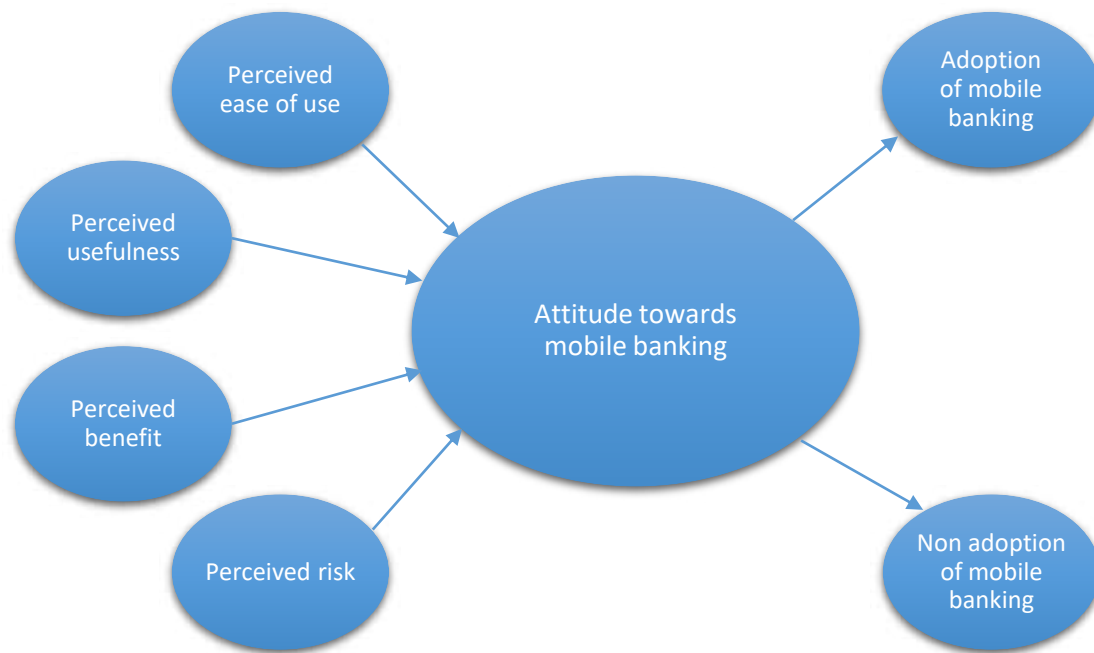 Perceived
ease of use
Perceived
usefulness
Perceived
benefit
Perceived risk
Attitude towards
mobile banking
Adoption
of mobile
banking
Non adoption
of mobile
banking